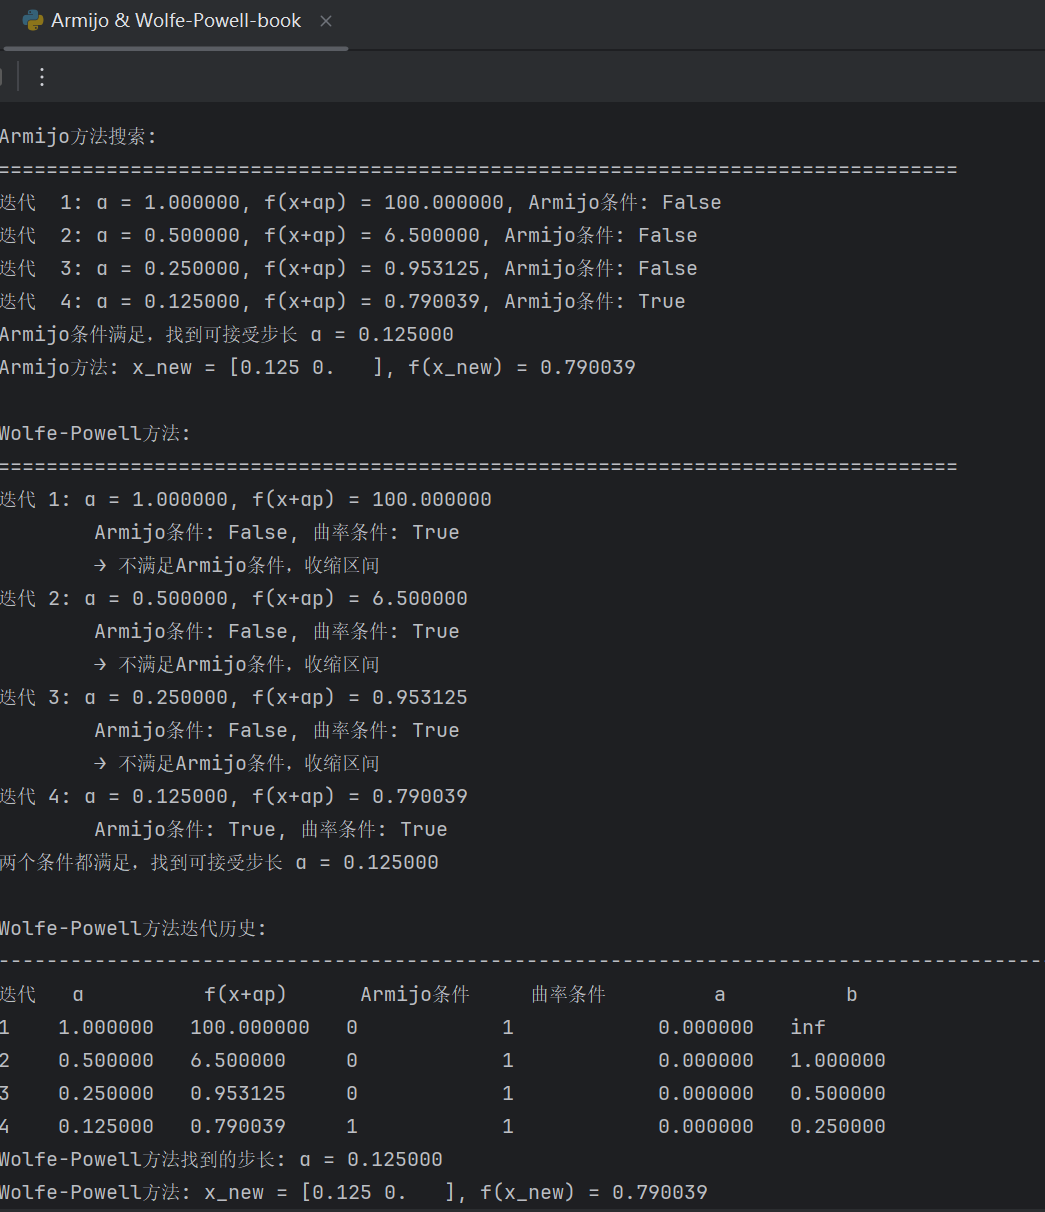 Armijo & Wolfe-Powell-book ×
Armijo方法搜索:
================================================================================
迭代  1: α = 1.000000, f(x+αp) = 100.000000, Armijo条件: False
迭代  2: α = 0.500000, f(x+αp) = 6.500000, Armijo条件: False
迭代  3: α = 0.250000, f(x+αp) = 0.953125, Armijo条件: False
迭代  4: α = 0.125000, f(x+αp) = 0.790039, Armijo条件: True
Armijo条件满足，找到可接受步长 α = 0.125000
Armijo方法: x_new = [0.125 0.   ], f(x_new) = 0.790039
Wolfe-Powell方法:
================================================================================
迭代 1: α = 1.000000, f(x+αp) = 100.000000
Armijo条件: False, 曲率条件: True
→ 不满足Armijo条件，收缩区间
迭代 2: α = 0.500000, f(x+αp) = 6.500000
Armijo条件: False, 曲率条件: True
→ 不满足Armijo条件，收缩区间
迭代 3: α = 0.250000, f(x+αp) = 0.953125
Armijo条件: False, 曲率条件: True
→ 不满足Armijo条件，收缩区间
迭代 4: α = 0.125000, f(x+αp) = 0.790039
Armijo条件: True, 曲率条件: True
两个条件都满足，找到可接受步长 α = 0.125000
Wolfe-Powell方法迭代历史:
----------------------------------------------------------------------------------------
迭代   α          f(x+αp)      Armijo条件     曲率条件         a          b
1    1.000000   100.000000   0            1            0.000000   inf
2    0.500000   6.500000     0            1            0.000000   1.000000
3    0.250000   0.953125     0            1            0.000000   0.500000
4    0.125000   0.790039     1            1            0.000000   0.250000
Wolfe-Powell方法找到的步长: α = 0.125000
Wolfe-Powell方法: x_new = [0.125 0.   ], f(x_new) = 0.790039